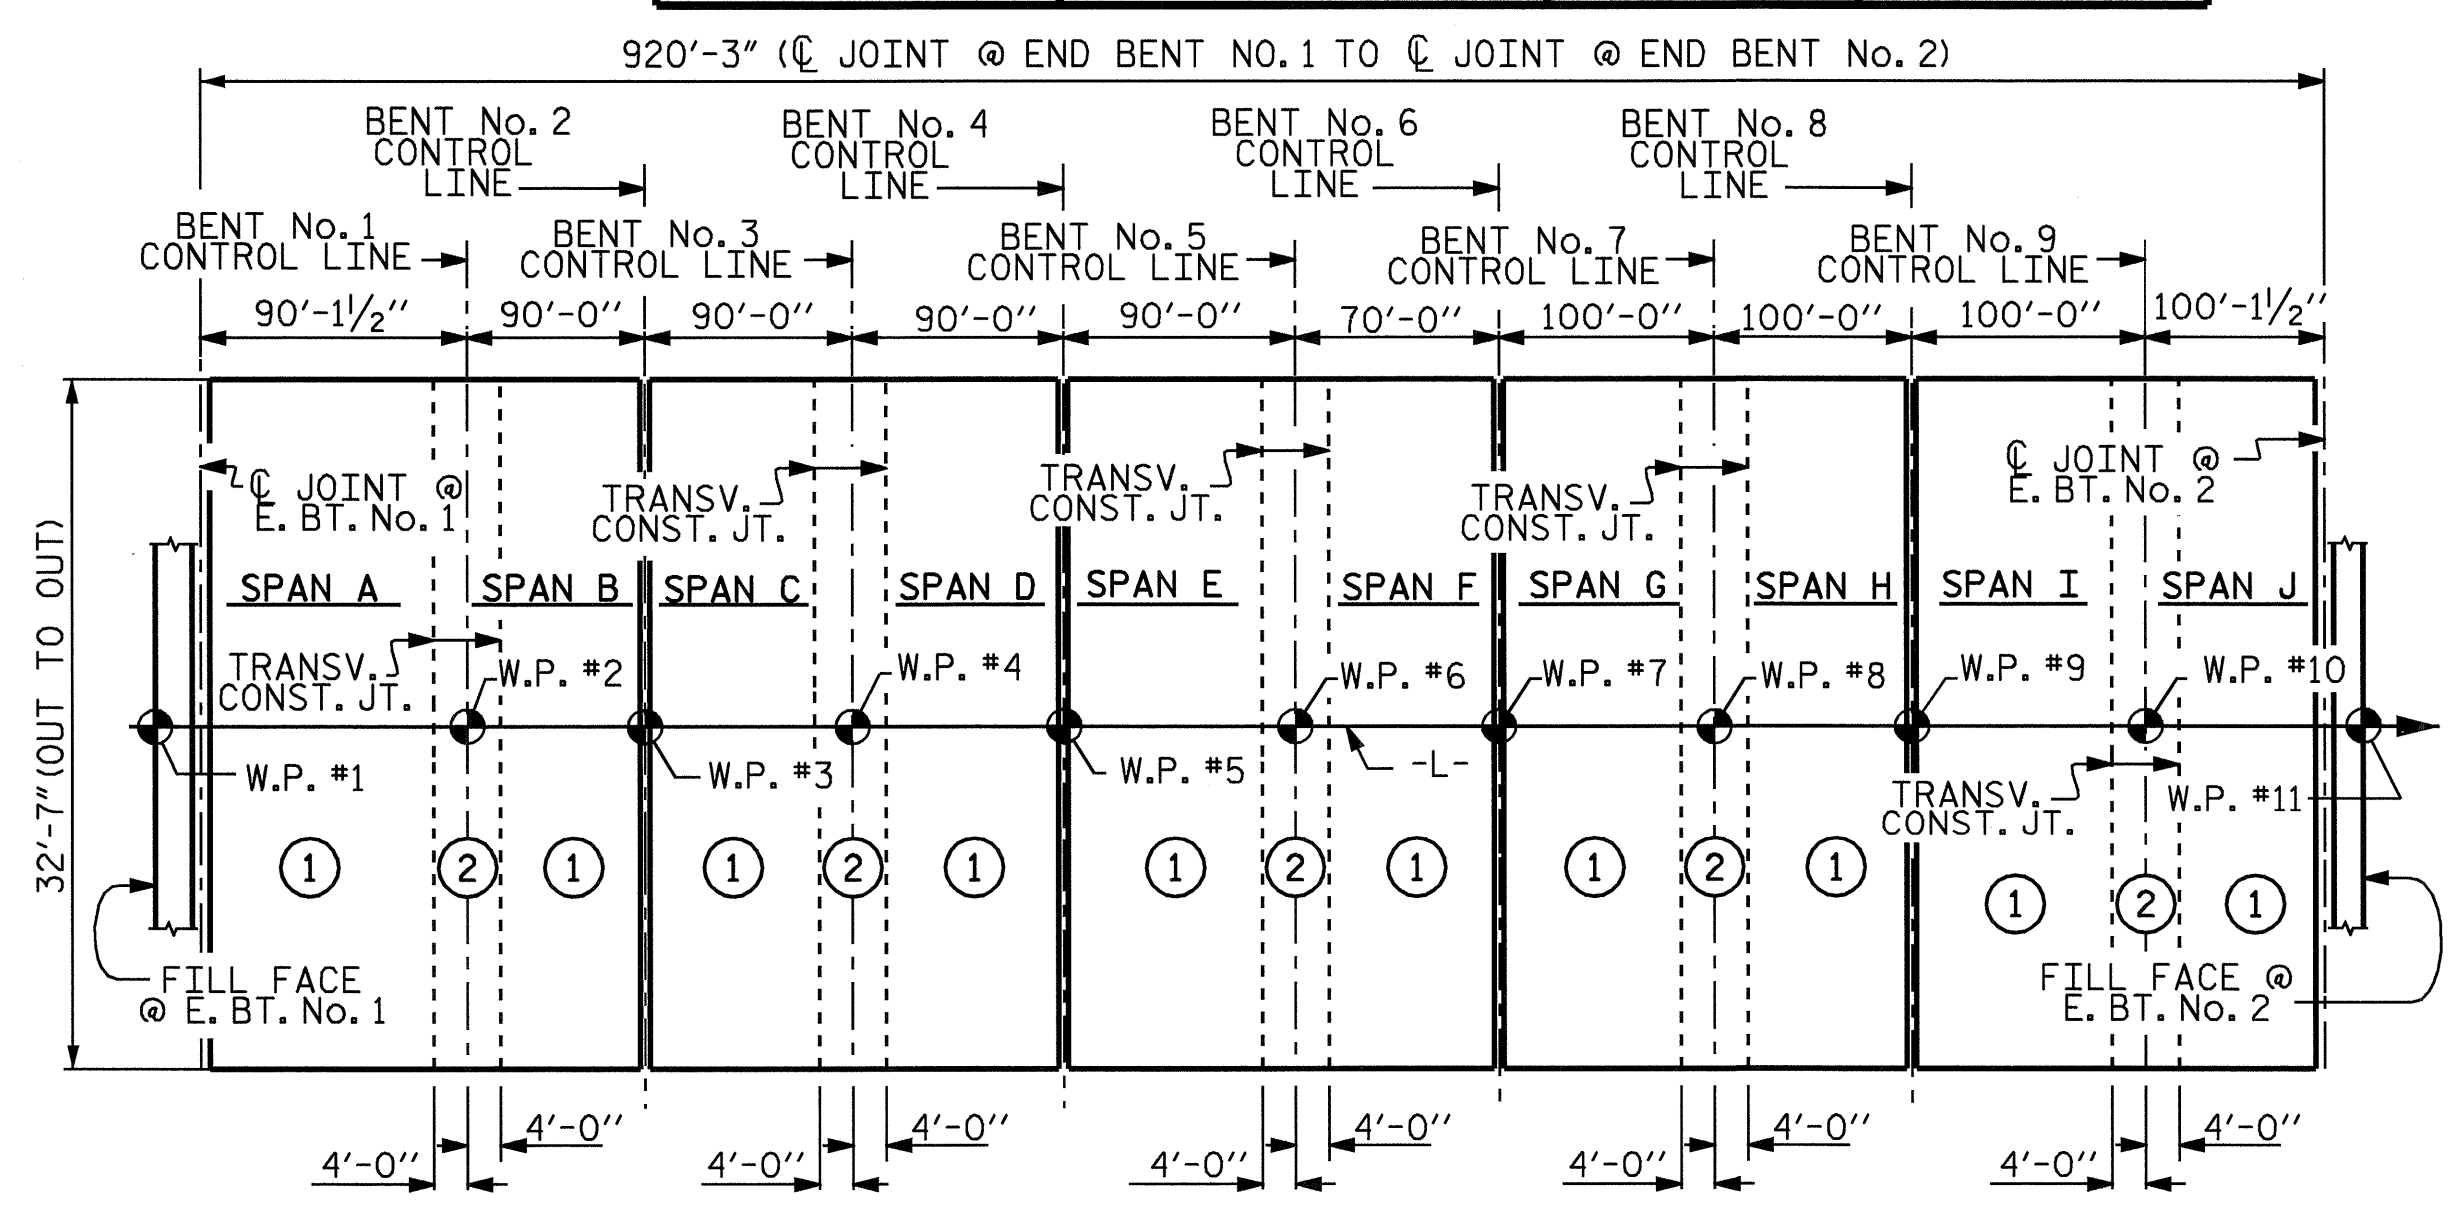 920'-3" (℄ JOINT @ END BENT NO. 1 TO ℄ JOINT @ END BENT No. 2)
BENT No. 2
CONTROL
LINE
BENT No. 4
CONTROL
LINE
BENT No. 6
CONTROL
LINE
BENT No. 8
CONTROL
LINE
BENT No. 1
CONTROL LINE
BENT No. 3
CONTROL LINE
BENT No. 5
CONTROL LINE
BENT No. 7
CONTROL LINE
BENT No. 9
CONTROL LINE
90'-1½" 90'-0" 90'-0" 90'-0" 90'-0" 70'-0" 100'-0" 100'-0" 100'-0" 100'-1½"
℄ JOINT @
E. BT. No. 1
TRANSV.
CONST. JT.
TRANSV.
CONST. JT.
TRANSV.
CONST. JT.
℄ JOINT @
E. BT. No. 2
32'-7" (OUT TO OUT)
SPAN A SPAN B SPAN C SPAN D SPAN E SPAN F SPAN G SPAN H SPAN I SPAN J
TRANSV.
CONST. JT.
W.P. #2
W.P. #4
W.P. #6
W.P. #7
W.P. #8
W.P. #9
W.P. #10
W.P. #1
W.P. #3
W.P. #5
-L-
TRANSV.
CONST. JT.
W.P. #11
1 2 1 1 2 1 1 2 1 1 2 1 1 2 1
FILL FACE
@ E. BT. No. 1
FILL FACE @
E. BT. No. 2
4'-0" 4'-0" 4'-0" 4'-0" 4'-0"
4'-0" 4'-0" 4'-0" 4'-0" 4'-0"